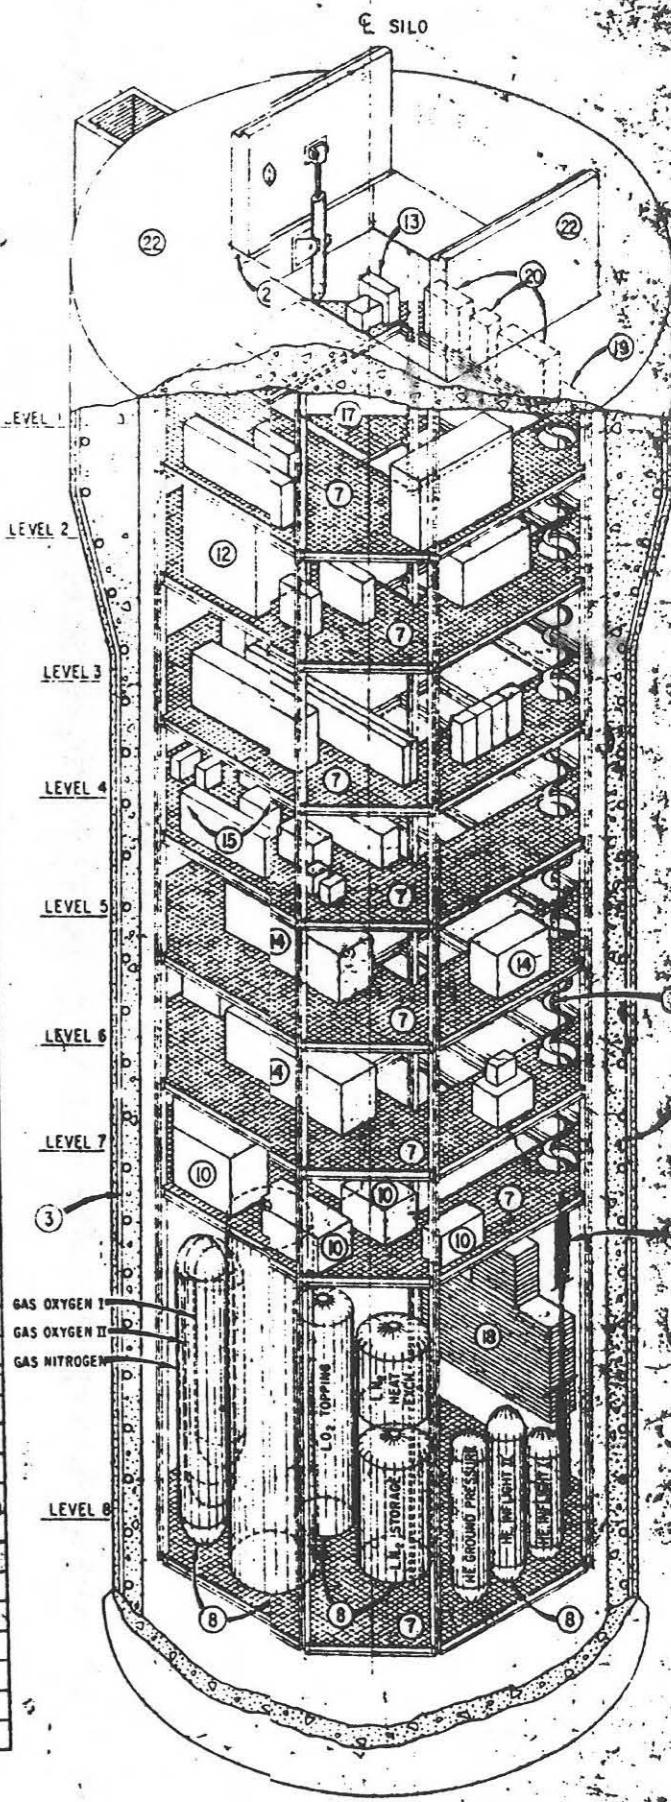 ℄ SILO
13
22
22
20
2
19
LEVEL 1
17
7
LEVEL 2
12
7
LEVEL 3
7
LEVEL 4
15
7
LEVEL 5
14
14
7
LEVEL 6
14
7
LEVEL 7
10
10
7
3
10
10
GAS OXYGEN I
GAS OXYGEN II
GAS NITROGEN
18
LO₂ TOPPING
LN₂ HEAT EXCH.
LN₂ STORAGE
HE GROUND PRESSURE
HE INFLIGHT II
HE INFLIGHT I
LEVEL 8
8
8
7
8